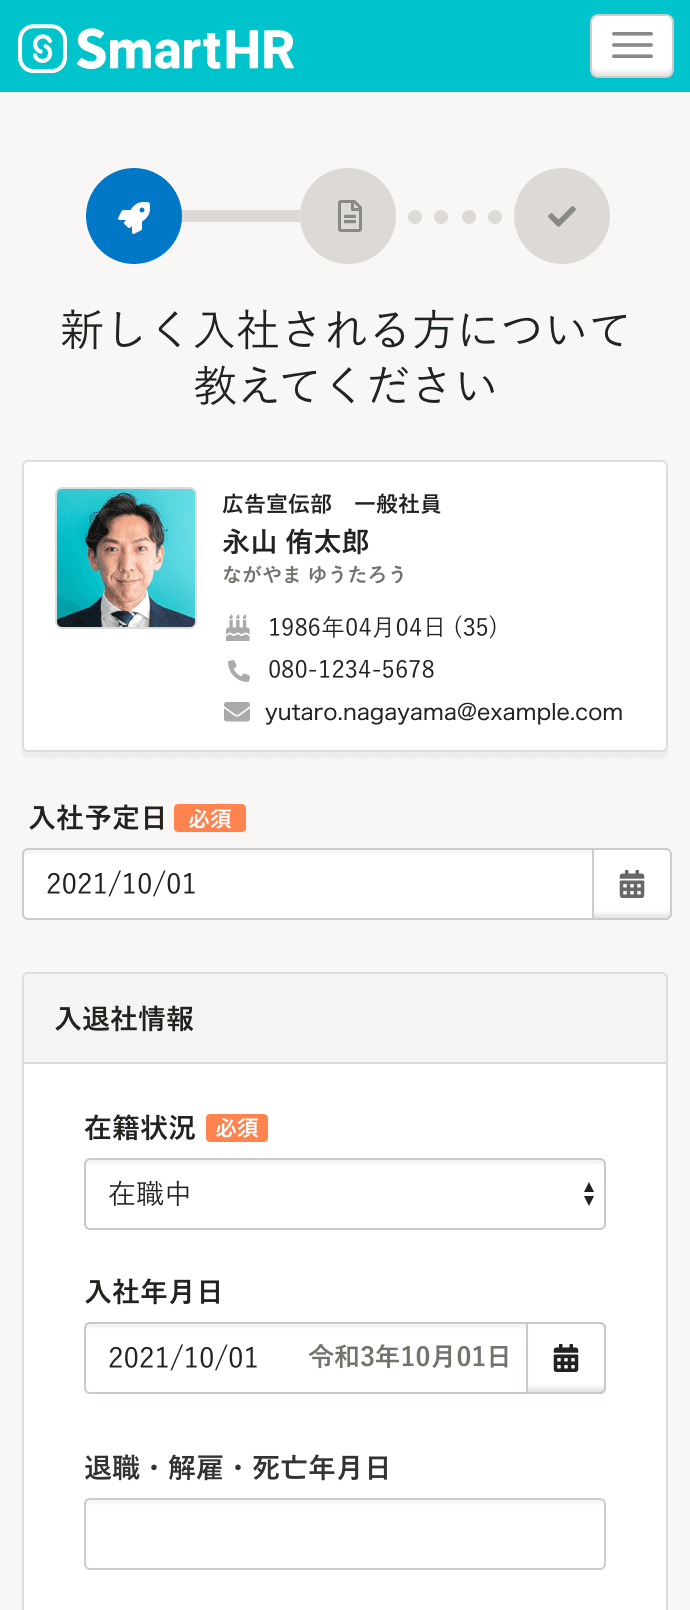 SmartHR
新しく入社される方について
教えてください
広告宣伝部　一般社員
永山 侑太郎
ながやま ゆうたろう
1986年04月04日 (35)
080-1234-5678
yutaro.nagayama@example.com
入社予定日 必須
2021/10/01
入退社情報
在籍状況 必須
在職中
入社年月日
2021/10/01 令和3年10月01日
退職・解雇・死亡年月日